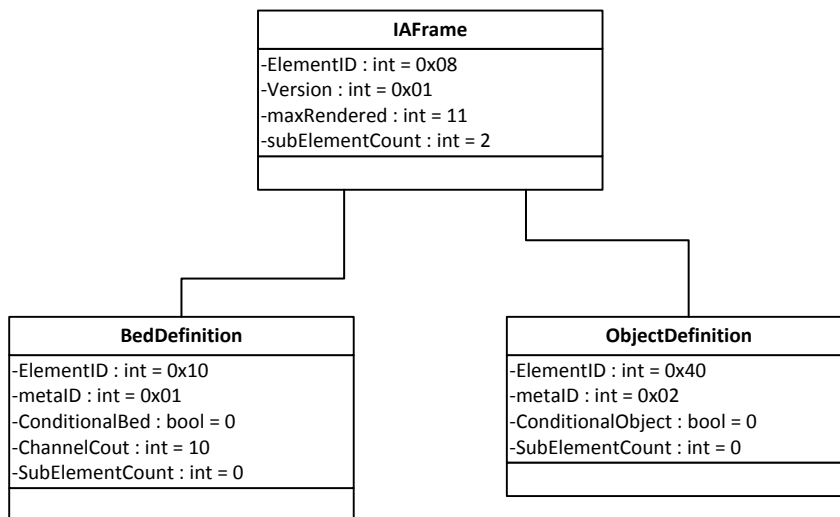 IAFrame
-ElementID : int = 0x08
-Version : int = 0x01
-maxRendered : int = 11
-subElementCount : int = 2
BedDefinition
-ElementID : int = 0x10
-metaID : int = 0x01
-ConditionalBed : bool = 0
-ChannelCout : int = 10
-SubElementCount : int = 0
ObjectDefinition
-ElementID : int = 0x40
-metaID : int = 0x02
-ConditionalObject : bool = 0
-SubElementCount : int = 0